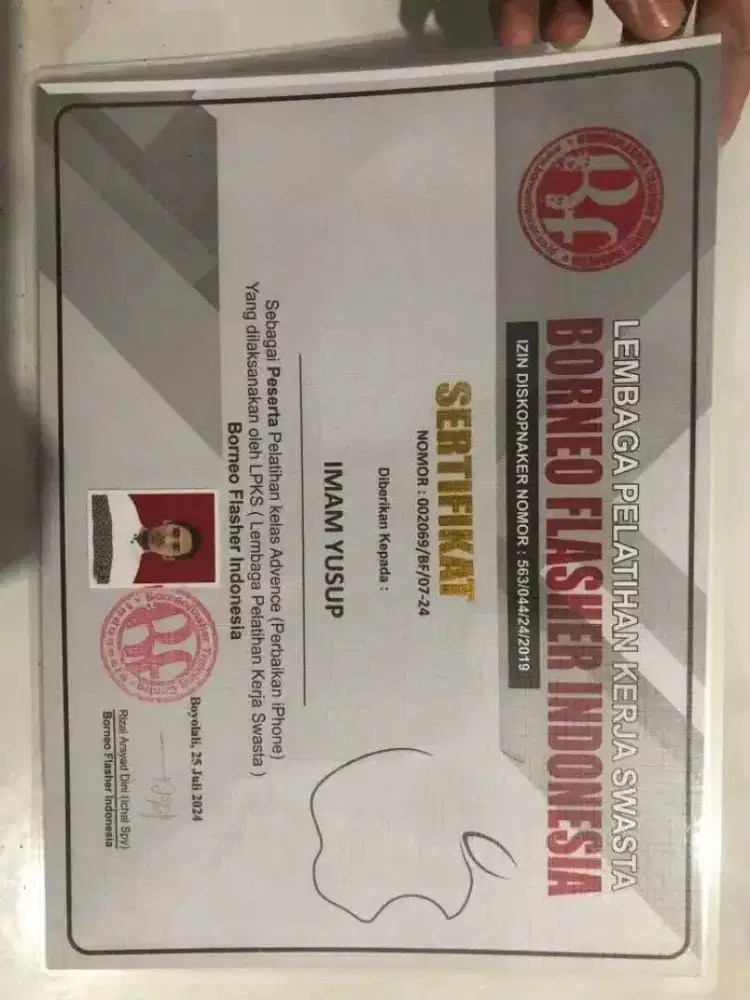 LEMBAGA PELATIHAN KERJA SWASTA
BORNEO FLASHER INDONESIA
IZIN DISKOPNAKER NOMOR : 563/044/24/2019
SERTIFIKAT
NOMOR : 002069/BF/07-24
Diberikan Kepada :
IMAM YUSUP
Sebagai Peserta Pelatihan kelas Advence (Perbaikan iPhone)
Yang dilaksanakan oleh LPKS ( Lembaga Pelatihan Kerja Swasta )
Borneo Flasher Indonesia
Boyolali, 25 Juli 2024
Rizal Arsyad Dini (Ichal Spy)
Borneo Flasher Indonesia